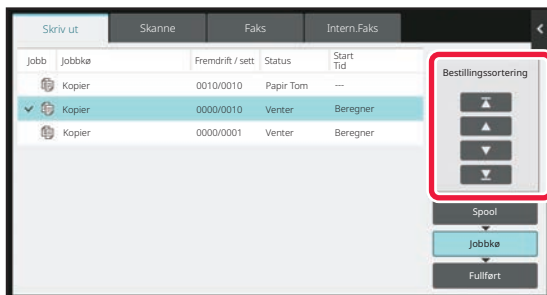 Skriv ut Skanne Faks Intern.Faks
Jobb Jobbkø Fremdrift / sett Status Start
Tid
Kopier 0010/0010 Papir Tom —
Kopier 0000/0010 Venter Beregner
Kopier 0000/0001 Venter Beregner
Bestillingssortering
Spool
Jobbkø
Fullført